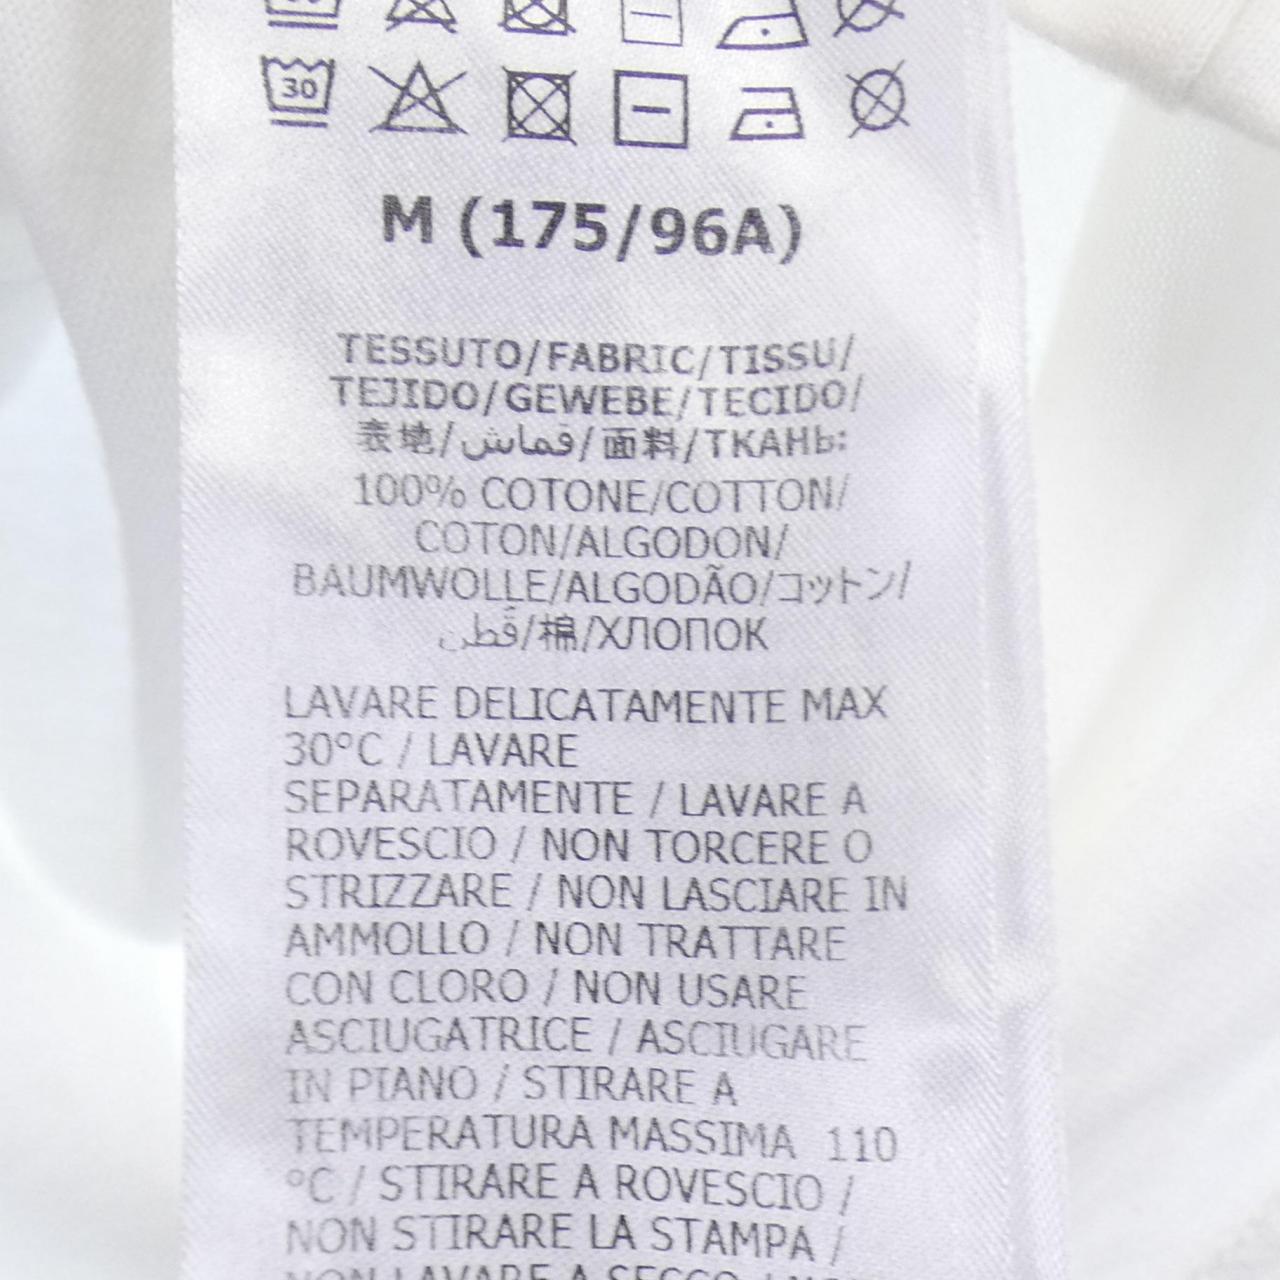 30
M (175/96A)
TESSUTO/FABRIC/TISSU/
TEJIDO/GEWEBE/TECIDO/
表地/قماش/面料/ТКАНЬ:
100% COTONE/COTTON/
COTON/ALGODON/
BAUMWOLLE/ALGODÃO/コットン/
قطن/棉/ХЛОПОК
LAVARE DELICATAMENTE MAX
30°C / LAVARE
SEPARATAMENTE / LAVARE A
ROVESCIO / NON TORCERE O
STRIZZARE / NON LASCIARE IN
AMMOLLO / NON TRATTARE
CON CLORO / NON USARE
ASCIUGATRICE / ASCIUGARE
IN PIANO / STIRARE A
TEMPERATURA MASSIMA 110
°C / STIRARE A ROVESCIO /
NON STIRARE LA STAMPA /
NON LAVARE A SECCO /